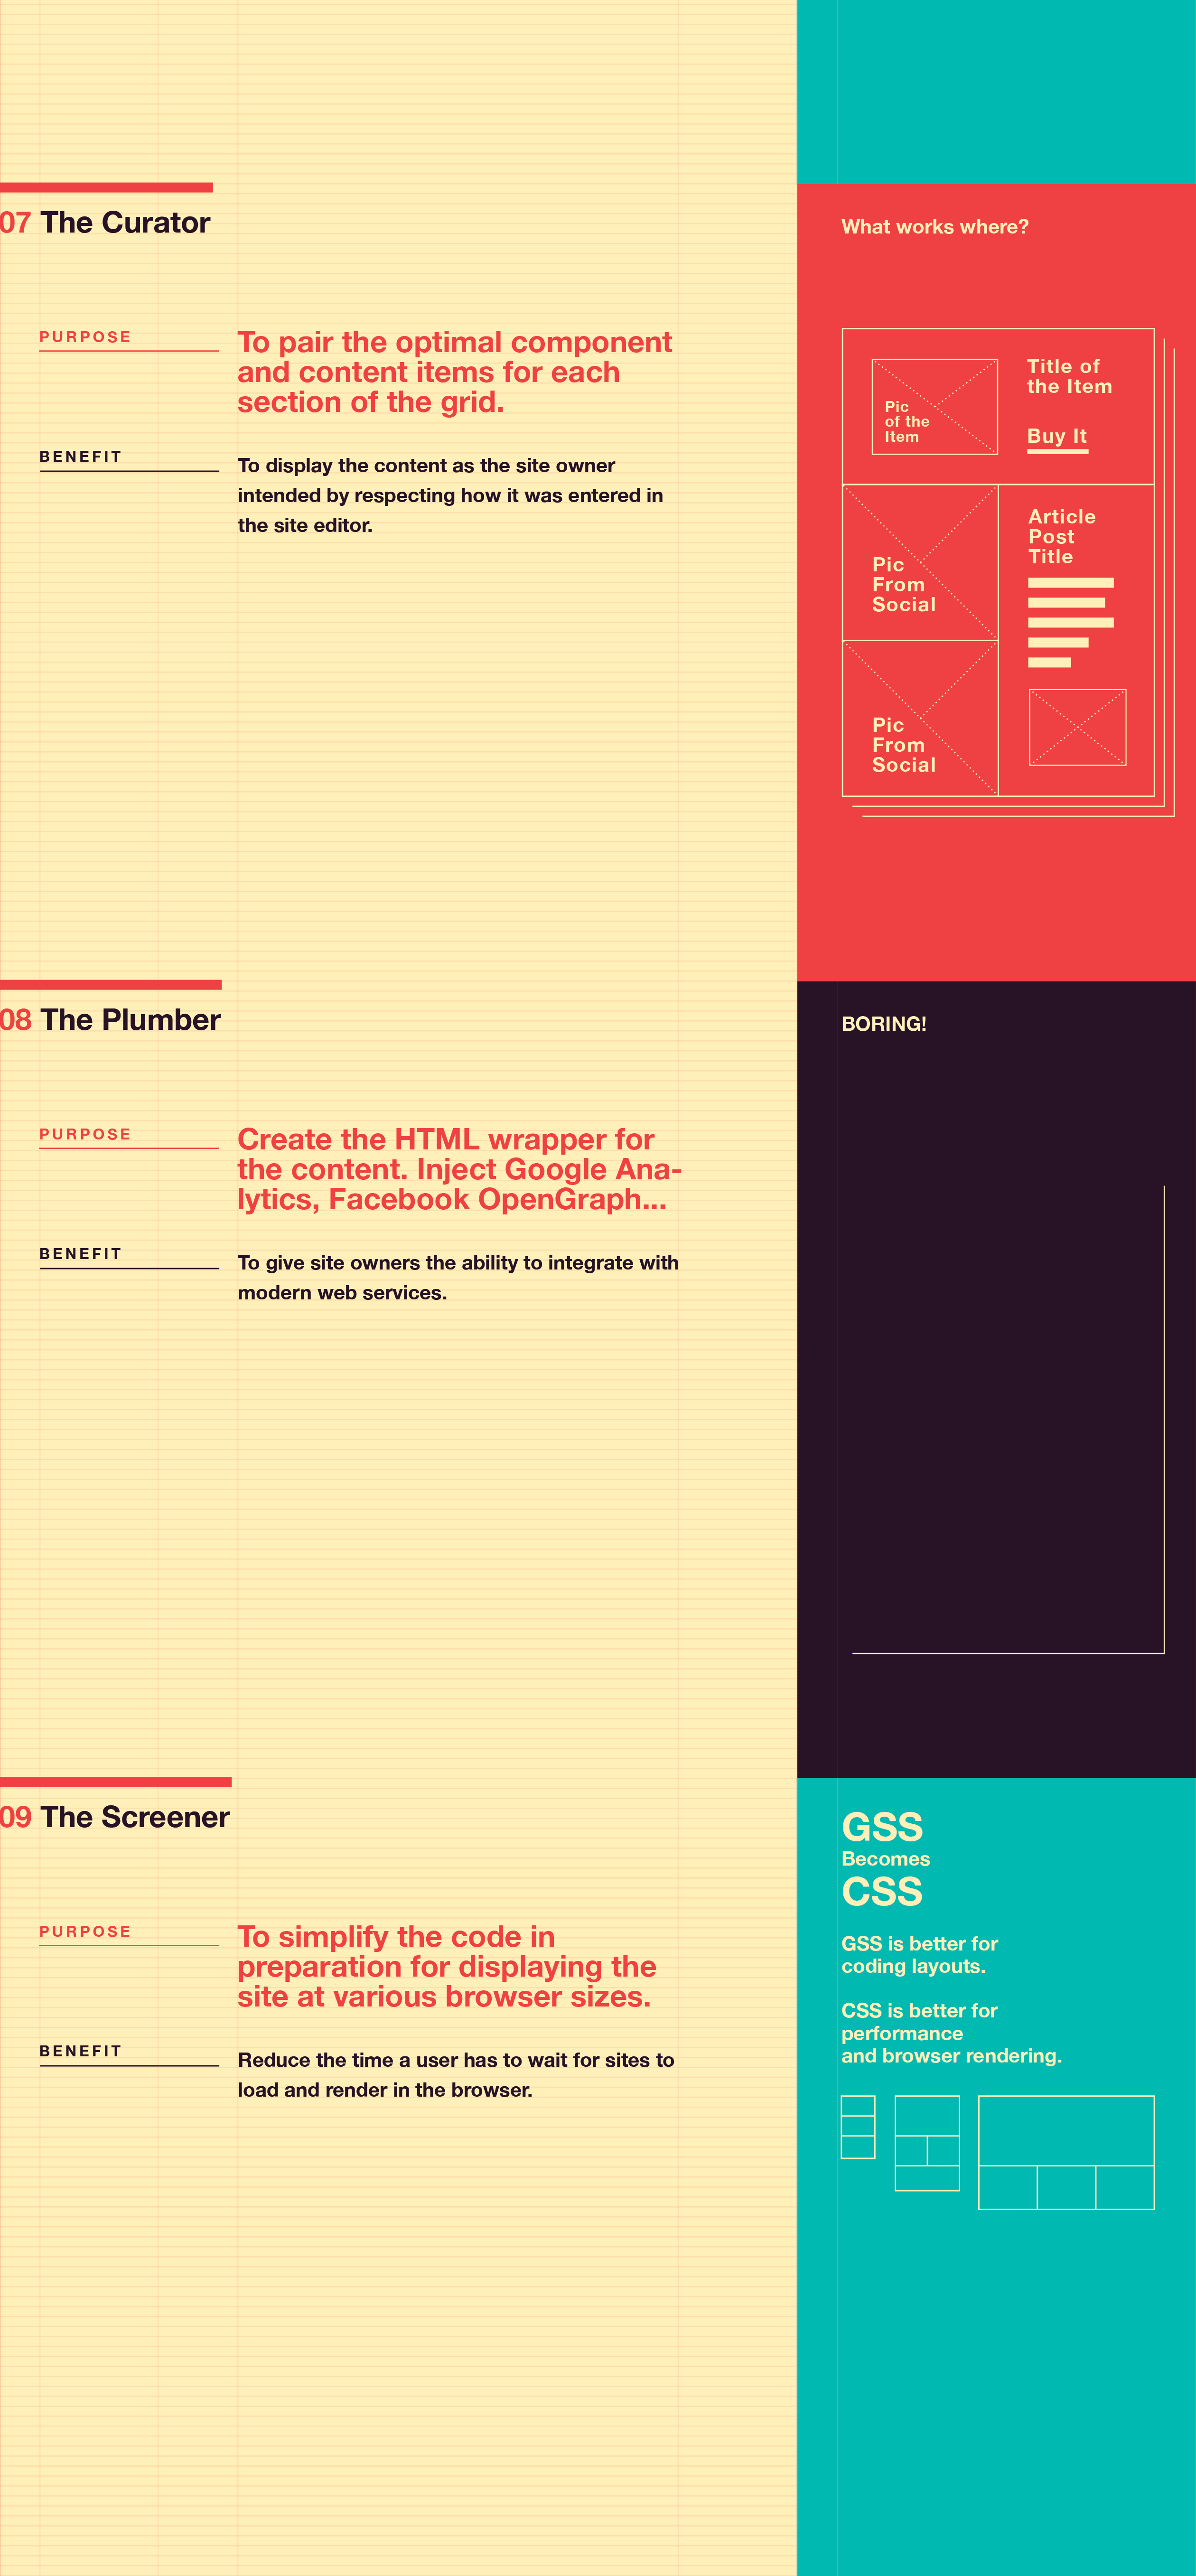 07 The Curator
PURPOSE
To pair the optimal component
and content items for each
section of the grid.
BENEFIT
To display the content as the site owner
intended by respecting how it was entered in
the site editor.
What works where?
Pic
of the
Item
Title of
the Item
Buy It
Pic
From
Social
Article
Post
Title
Pic
From
Social
08 The Plumber
PURPOSE
Create the HTML wrapper for
the content. Inject Google Ana-
lytics, Facebook OpenGraph...
BENEFIT
To give site owners the ability to integrate with
modern web services.
BORING!
09 The Screener
PURPOSE
To simplify the code in
preparation for displaying the
site at various browser sizes.
BENEFIT
Reduce the time a user has to wait for sites to
load and render in the browser.
GSS
Becomes
CSS
GSS is better for
coding layouts.
CSS is better for
performance
and browser rendering.